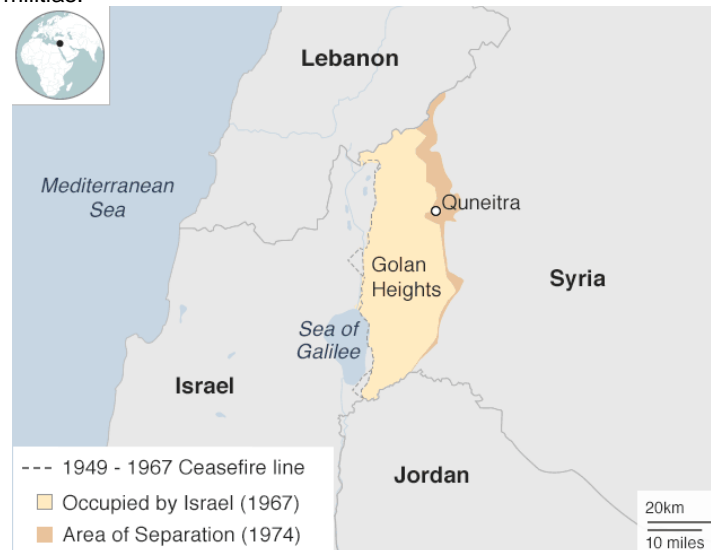 militias.
Lebanon
Mediterranean
Sea
Quneitra
Golan
Heights
Syria
Sea of
Galilee
Israel
Jordan
--- 1949 - 1967 Ceasefire line
Occupied by Israel (1967)
Area of Separation (1974)
20km
10 miles